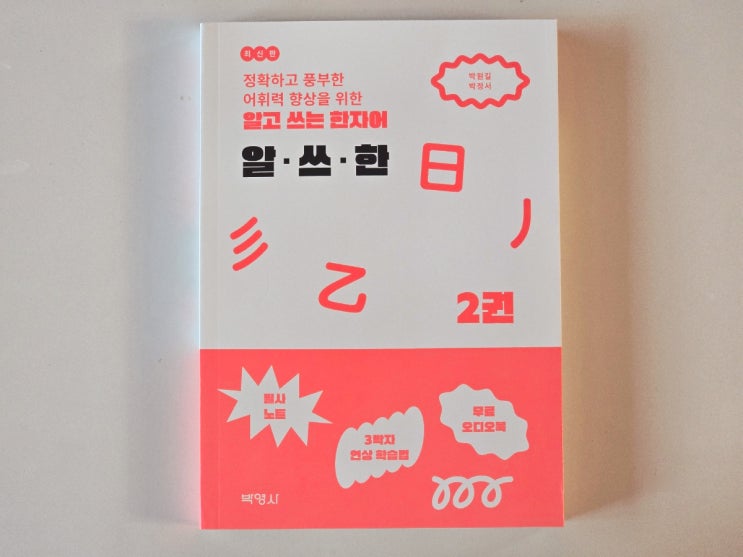 최신판
정확하고 풍부한
어휘력 향상을 위한
알고 쓰는 한자어
알·쓰·한
박원길
박정서
日
丿
彡
乙
2권
필사
노트
3박자
연상 학습법
무료
오디오북
박영사